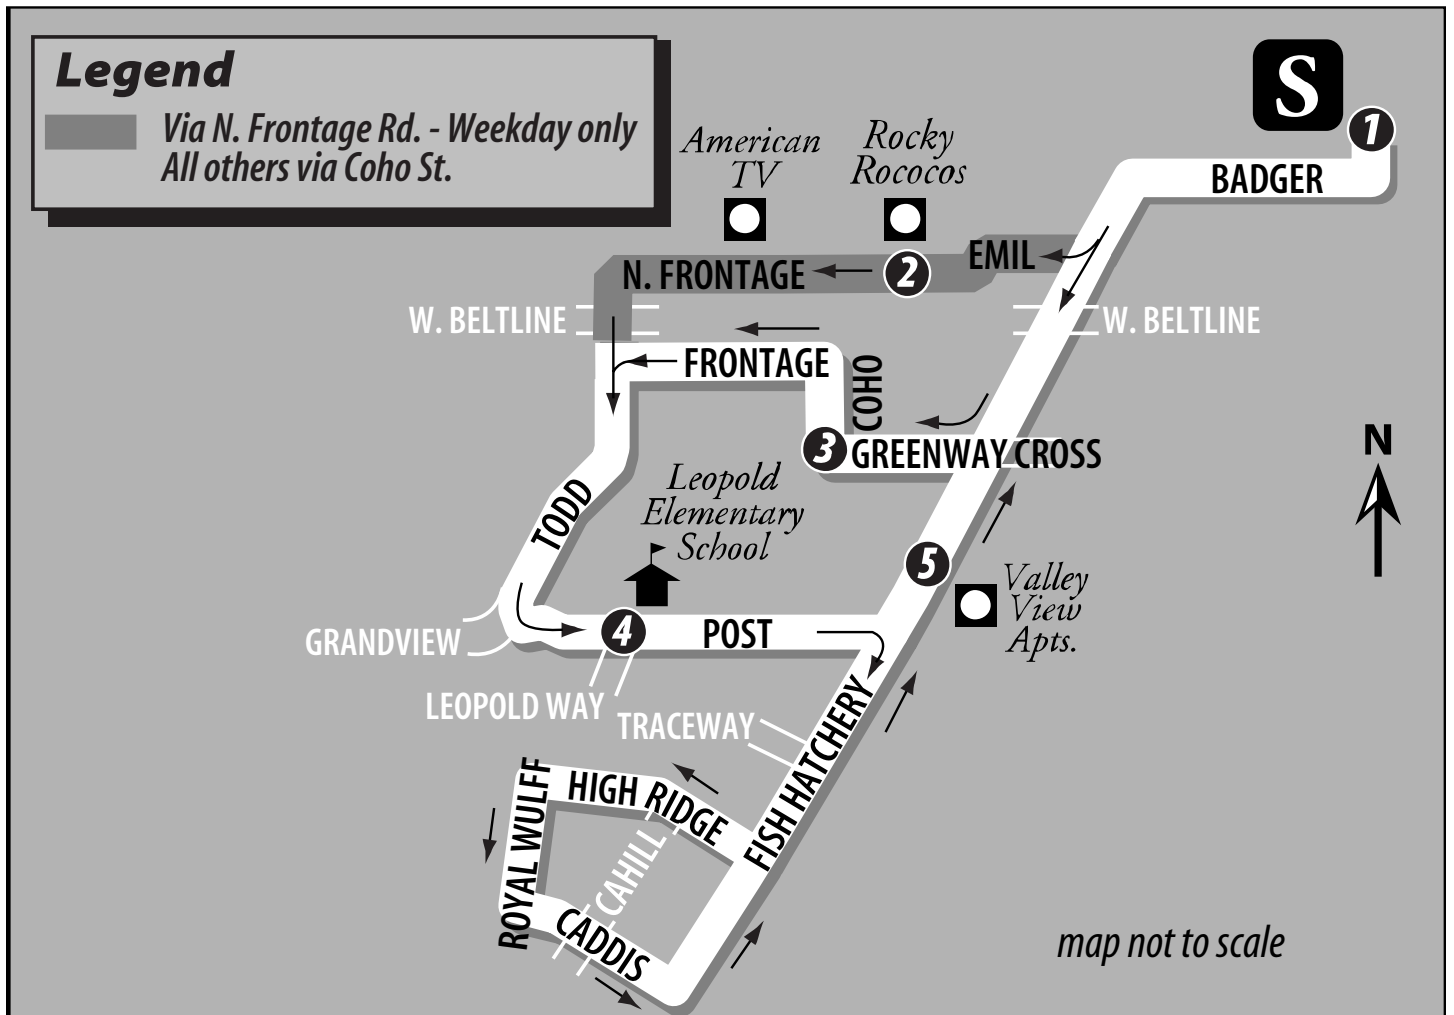 Legend
Via N. Frontage Rd. - Weekday only
All others via Coho St.
S
1
BADGER
American
TV
Rocky
Rococos
EMIL
N. FRONTAGE
2
W. BELTLINE
W. BELTLINE
FRONTAGE
COHO
3
GREENWAY CROSS
N
Leopold
Elementary
School
TODD
5
Valley
View
Apts.
GRANDVIEW
4
POST
LEOPOLD WAY
TRACEWAY
FISH HATCHERY
HIGH RIDGE
ROYAL WULFF
CAHILL
CADDIS
map not to scale